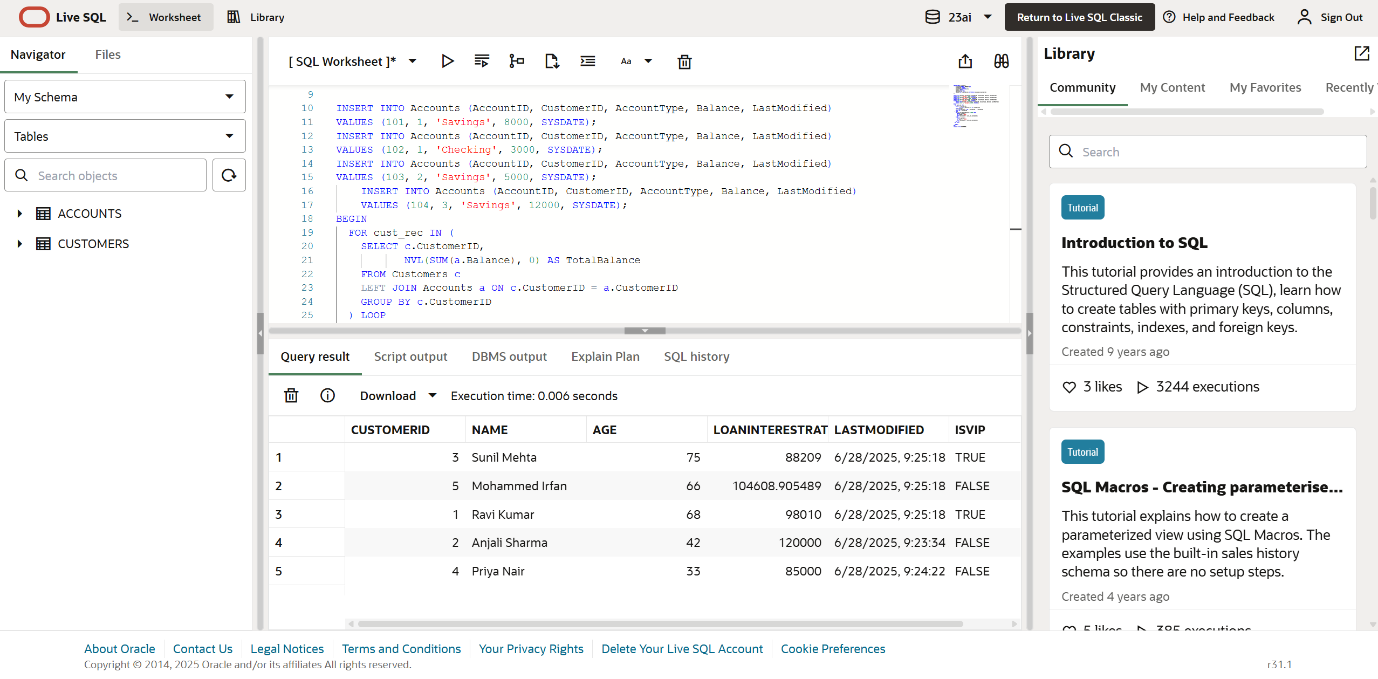 Live SQL
Worksheet
Library
23ai
Return to Live SQL Classic
Help and Feedback
Sign Out
Navigator
Files
My Schema
Tables
Search objects
ACCOUNTS
CUSTOMERS
[ SQL Worksheet ]*
Aa
9
10 INSERT INTO Accounts (AccountID, CustomerID, AccountType, Balance, LastModified)
11 VALUES (101, 1, 'Savings', 8000, SYSDATE);
12 INSERT INTO Accounts (AccountID, CustomerID, AccountType, Balance, LastModified)
13 VALUES (102, 1, 'Checking', 3000, SYSDATE);
14 INSERT INTO Accounts (AccountID, CustomerID, AccountType, Balance, LastModified)
15 VALUES (103, 2, 'Savings', 5000, SYSDATE);
16 INSERT INTO Accounts (AccountID, CustomerID, AccountType, Balance, LastModified)
17 VALUES (104, 3, 'Savings', 12000, SYSDATE);
18 BEGIN
19 FOR cust_rec IN (
20 SELECT c.CustomerID,
21 NVL(SUM(a.Balance), 0) AS TotalBalance
22 FROM Customers c
23 LEFT JOIN Accounts a ON c.CustomerID = a.CustomerID
24 GROUP BY c.CustomerID
25 ) LOOP
Query result
Script output
DBMS output
Explain Plan
SQL history
Download
Execution time: 0.006 seconds
CUSTOMERID NAME AGE LOANINTERESTRAT LASTMODIFIED ISVIP
1 3 Sunil Mehta 75 88209 6/28/2025, 9:25:18 TRUE
2 5 Mohammed Irfan 66 104608.905489 6/28/2025, 9:25:18 FALSE
3 1 Ravi Kumar 68 98010 6/28/2025, 9:25:18 TRUE
4 2 Anjali Sharma 42 120000 6/28/2025, 9:23:34 FALSE
5 4 Priya Nair 33 85000 6/28/2025, 9:24:22 FALSE
Library
Community
My Content
My Favorites
Recently
Search
Tutorial
Introduction to SQL
This tutorial provides an introduction to the
Structured Query Language (SQL), learn how
to create tables with primary keys, columns,
constraints, indexes, and foreign keys.
Created 9 years ago
3 likes
3244 executions
Tutorial
SQL Macros - Creating parameterise...
This tutorial explains how to create a
parameterized view using SQL Macros. The
examples use the built-in sales history
schema so there are no setup steps.
Created 4 years ago
5 likes
385 executions
About Oracle
Contact Us
Legal Notices
Terms and Conditions
Your Privacy Rights
Delete Your Live SQL Account
Cookie Preferences
Copyright © 2014, 2025 Oracle and/or its affiliates All rights reserved.
r31.1